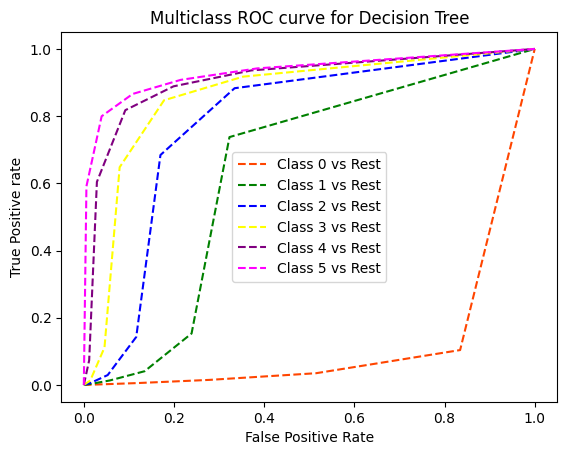 Multiclass ROC curve for Decision Tree
1.0
0.8
0.6
0.4
0.2
0.0
True Positive rate
Class 0 vs Rest
Class 1 vs Rest
Class 2 vs Rest
Class 3 vs Rest
Class 4 vs Rest
Class 5 vs Rest
0.0 0.2 0.4 0.6 0.8 1.0
False Positive Rate